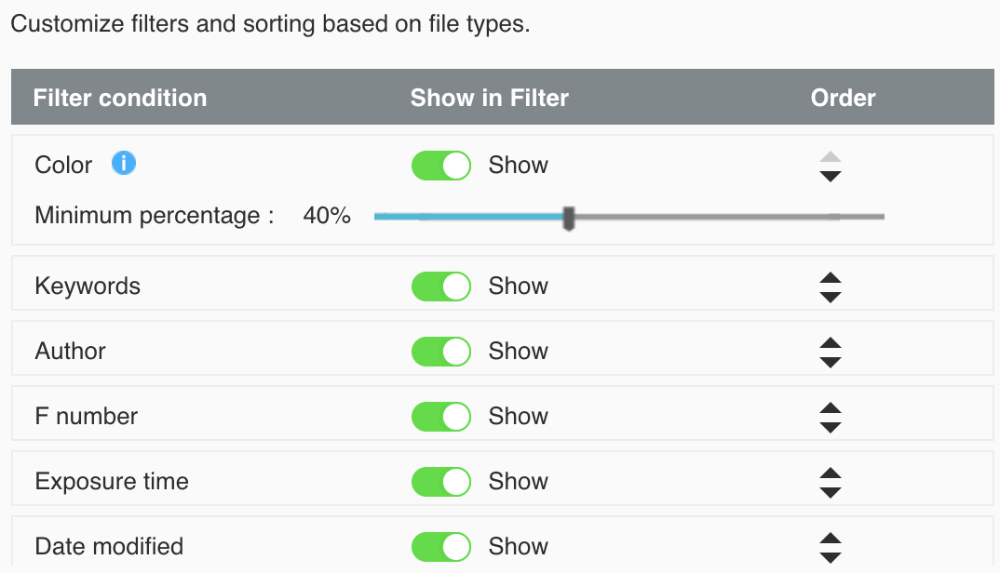 Customize filters and sorting based on file types.
Filter condition Show in Filter Order
Color i Show
Minimum percentage : 40%
Keywords Show
Author Show
F number Show
Exposure time Show
Date modified Show